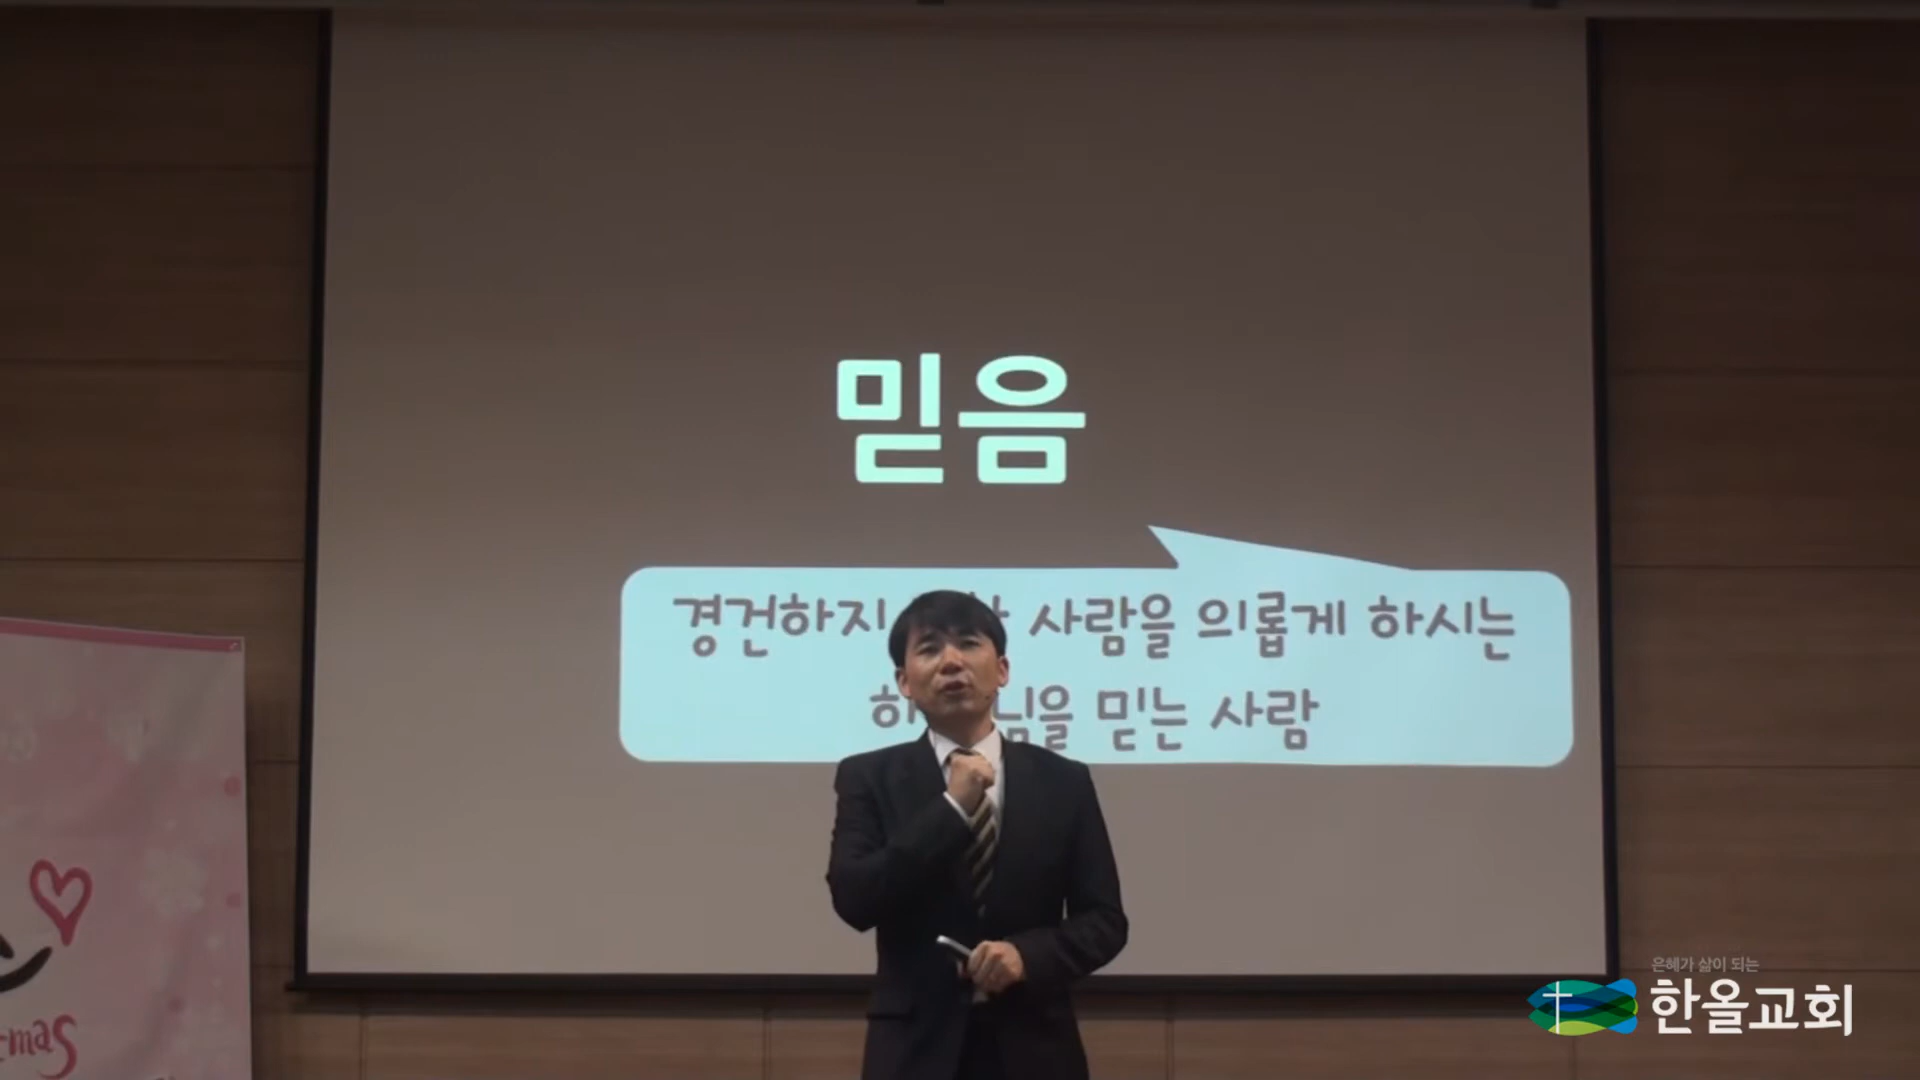 믿음
경건하지 사람을 의롭게 하시는
믿는 사람
은혜가 삶이 되는
한올교회